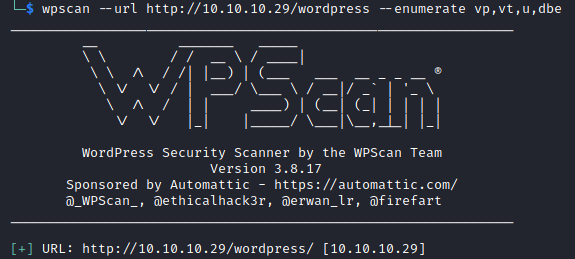 └─$ wpscan --url http://10.10.10.29/wordpress --enumerate vp,vt,u,dbe
WPScan ®
WordPress Security Scanner by the WPScan Team
Version 3.8.17
Sponsored by Automattic - https://automattic.com/
@_WPScan_, @ethicalhack3r, @erwan_lr, @firefart
[+] URL: http://10.10.10.29/wordpress/ [10.10.10.29]